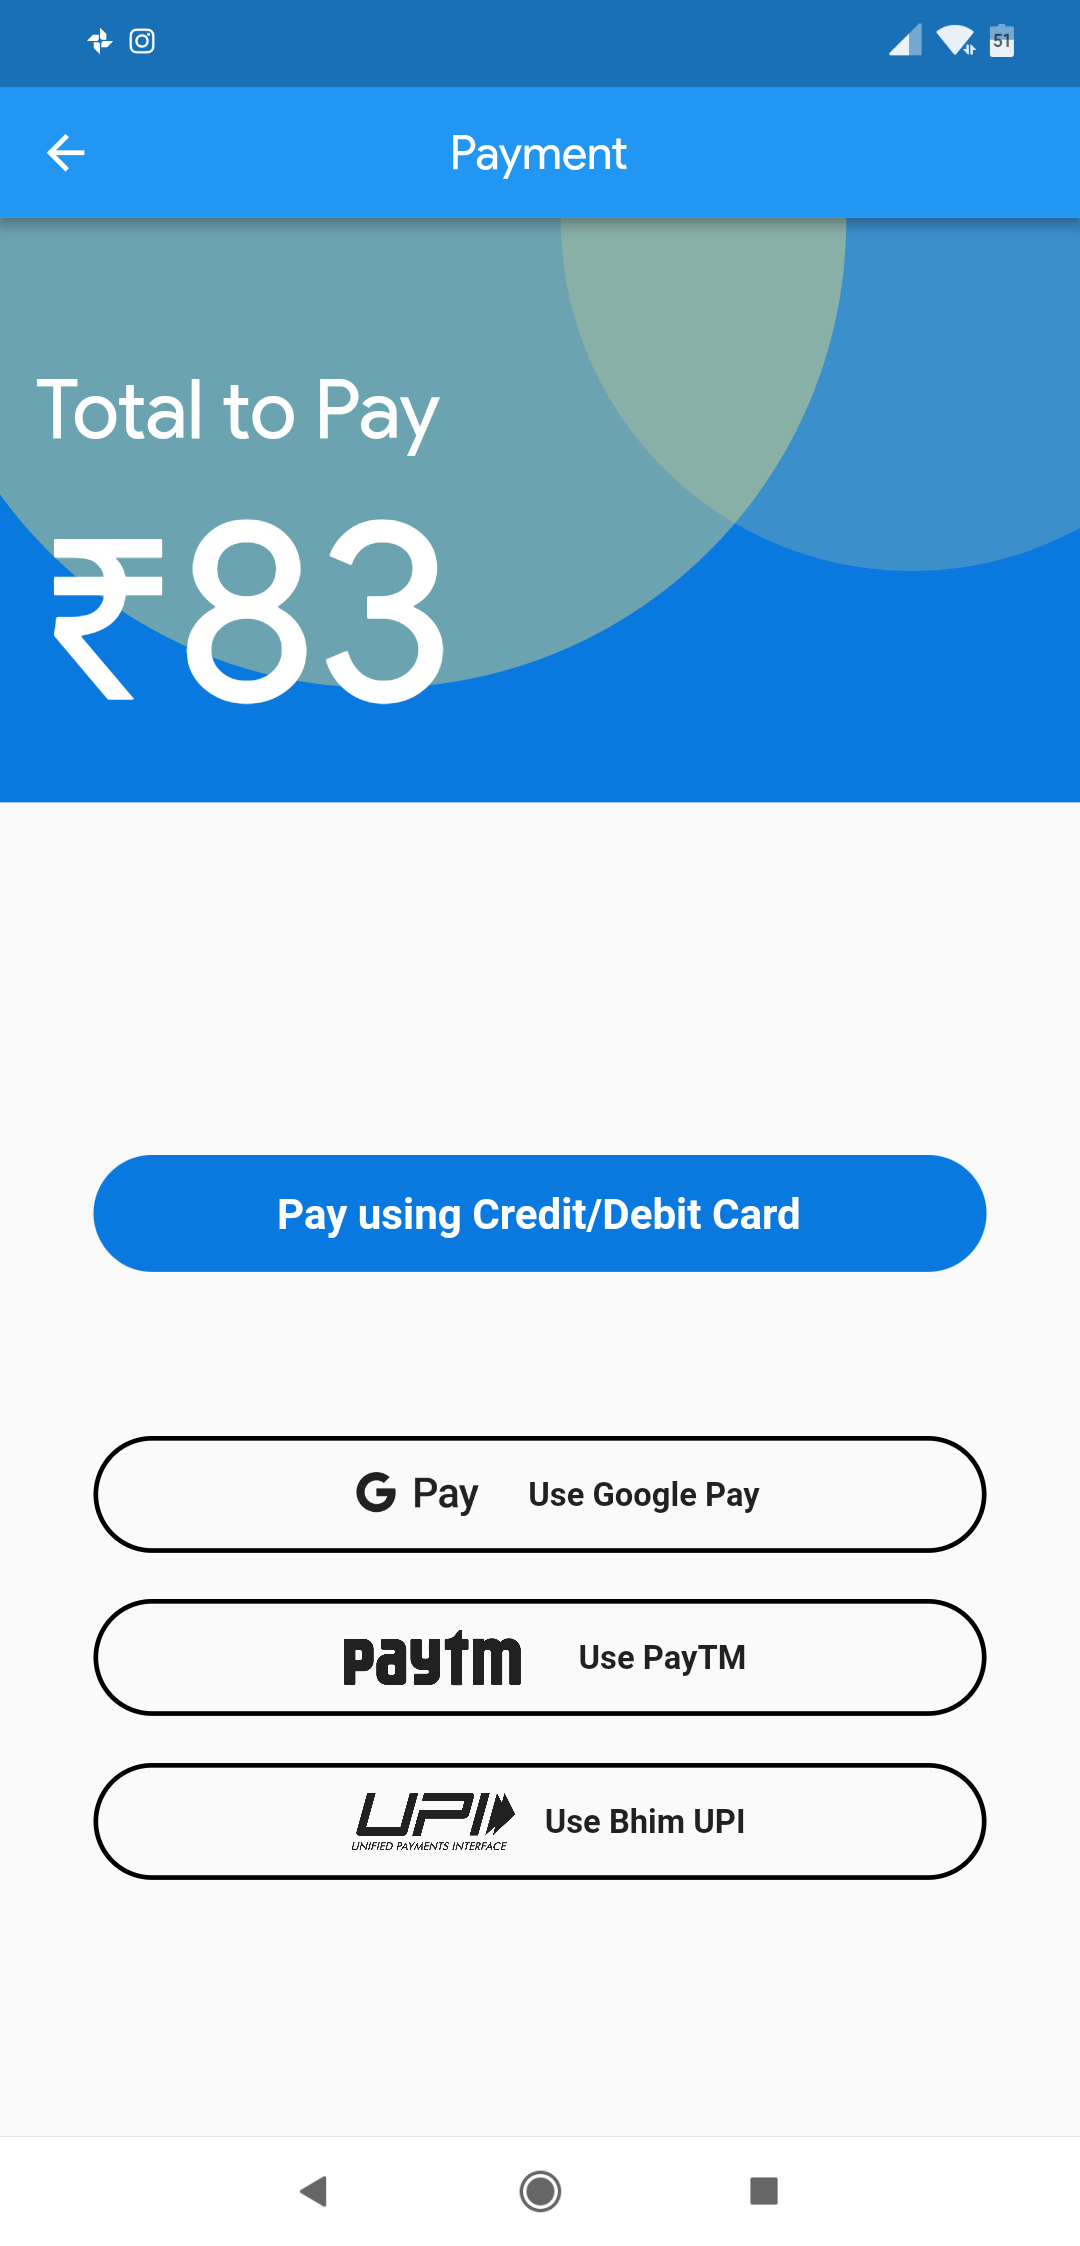 51
Payment
Total to Pay
₹83
Pay using Credit/Debit Card
G Pay Use Google Pay
paytm Use PayTM
UPI UNIFIED PAYMENTS INTERFACE Use Bhim UPI